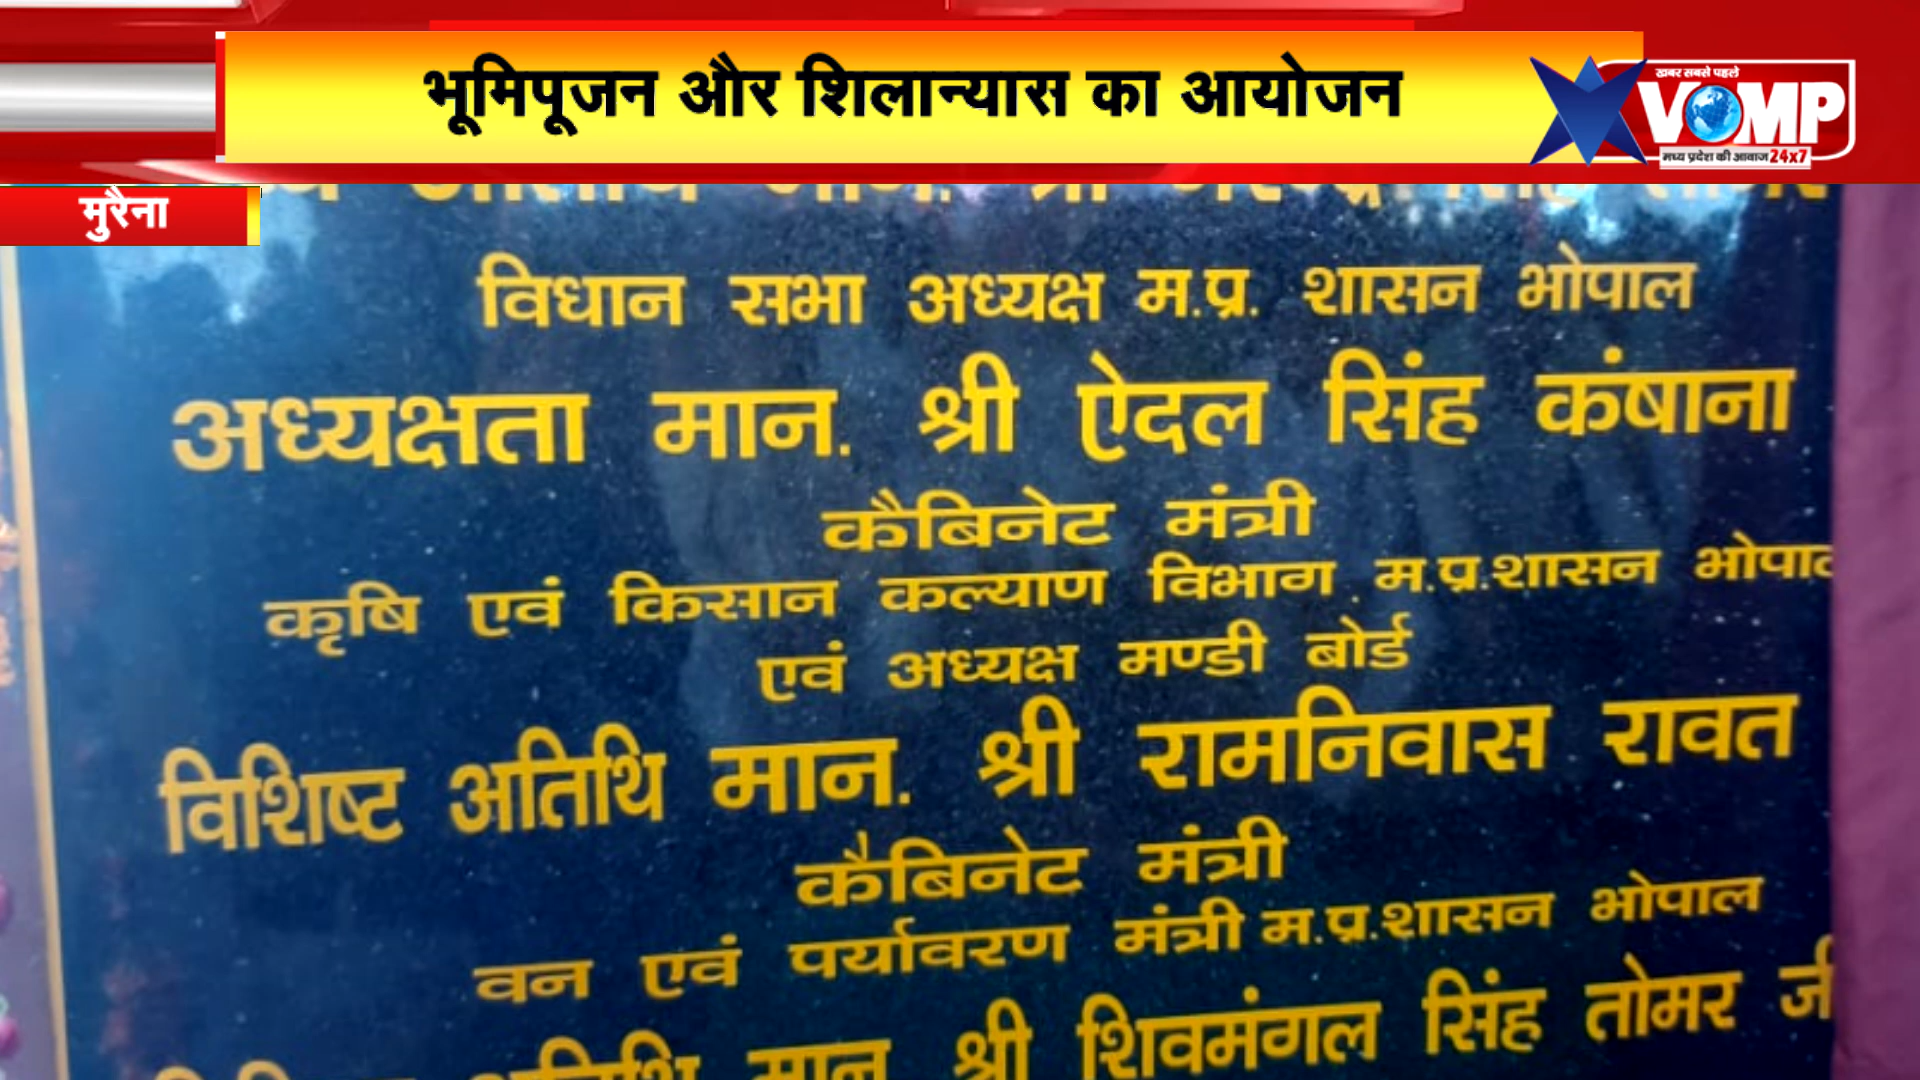 भूमिपूजन और शिलान्यास का आयोजन
खबर सबसे पहले
VOMP
मध्य प्रदेश की आवाज 24x7
मुरैना
विधान सभा अध्यक्ष म.प्र. शासन भोपाल
अध्यक्षता मान. श्री ऐदल सिंह कंषाना
कैबिनेट मंत्री
कृषि एवं किसान कल्याण विभाग म.प्र.शासन भोपाल
एवं अध्यक्ष मण्डी बोर्ड
विशिष्ट अतिथि मान. श्री रामनिवास रावत
कैबिनेट मंत्री
वन एवं पर्यावरण मंत्री म.प्र.शासन भोपाल
अतिथि मान श्री शिवमंगल सिंह तोमर जी